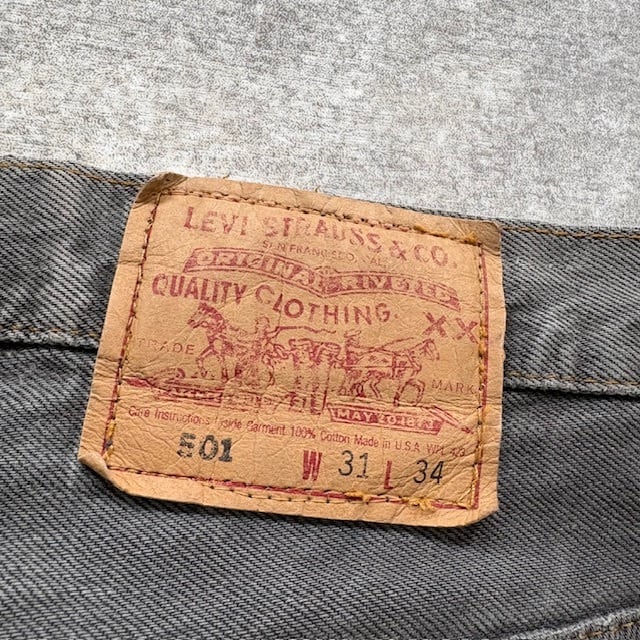 LEVI STRAUSS & CO.
SAN FRANCISCO, CAL.
ORIGINAL RIVETED
QUALITY CLOTHING.
XX
TRADE MARK
MAY 20 1873
Care Instructions Inside Garment 100% Cotton Made in U.S.A.
501 W 31 L 34